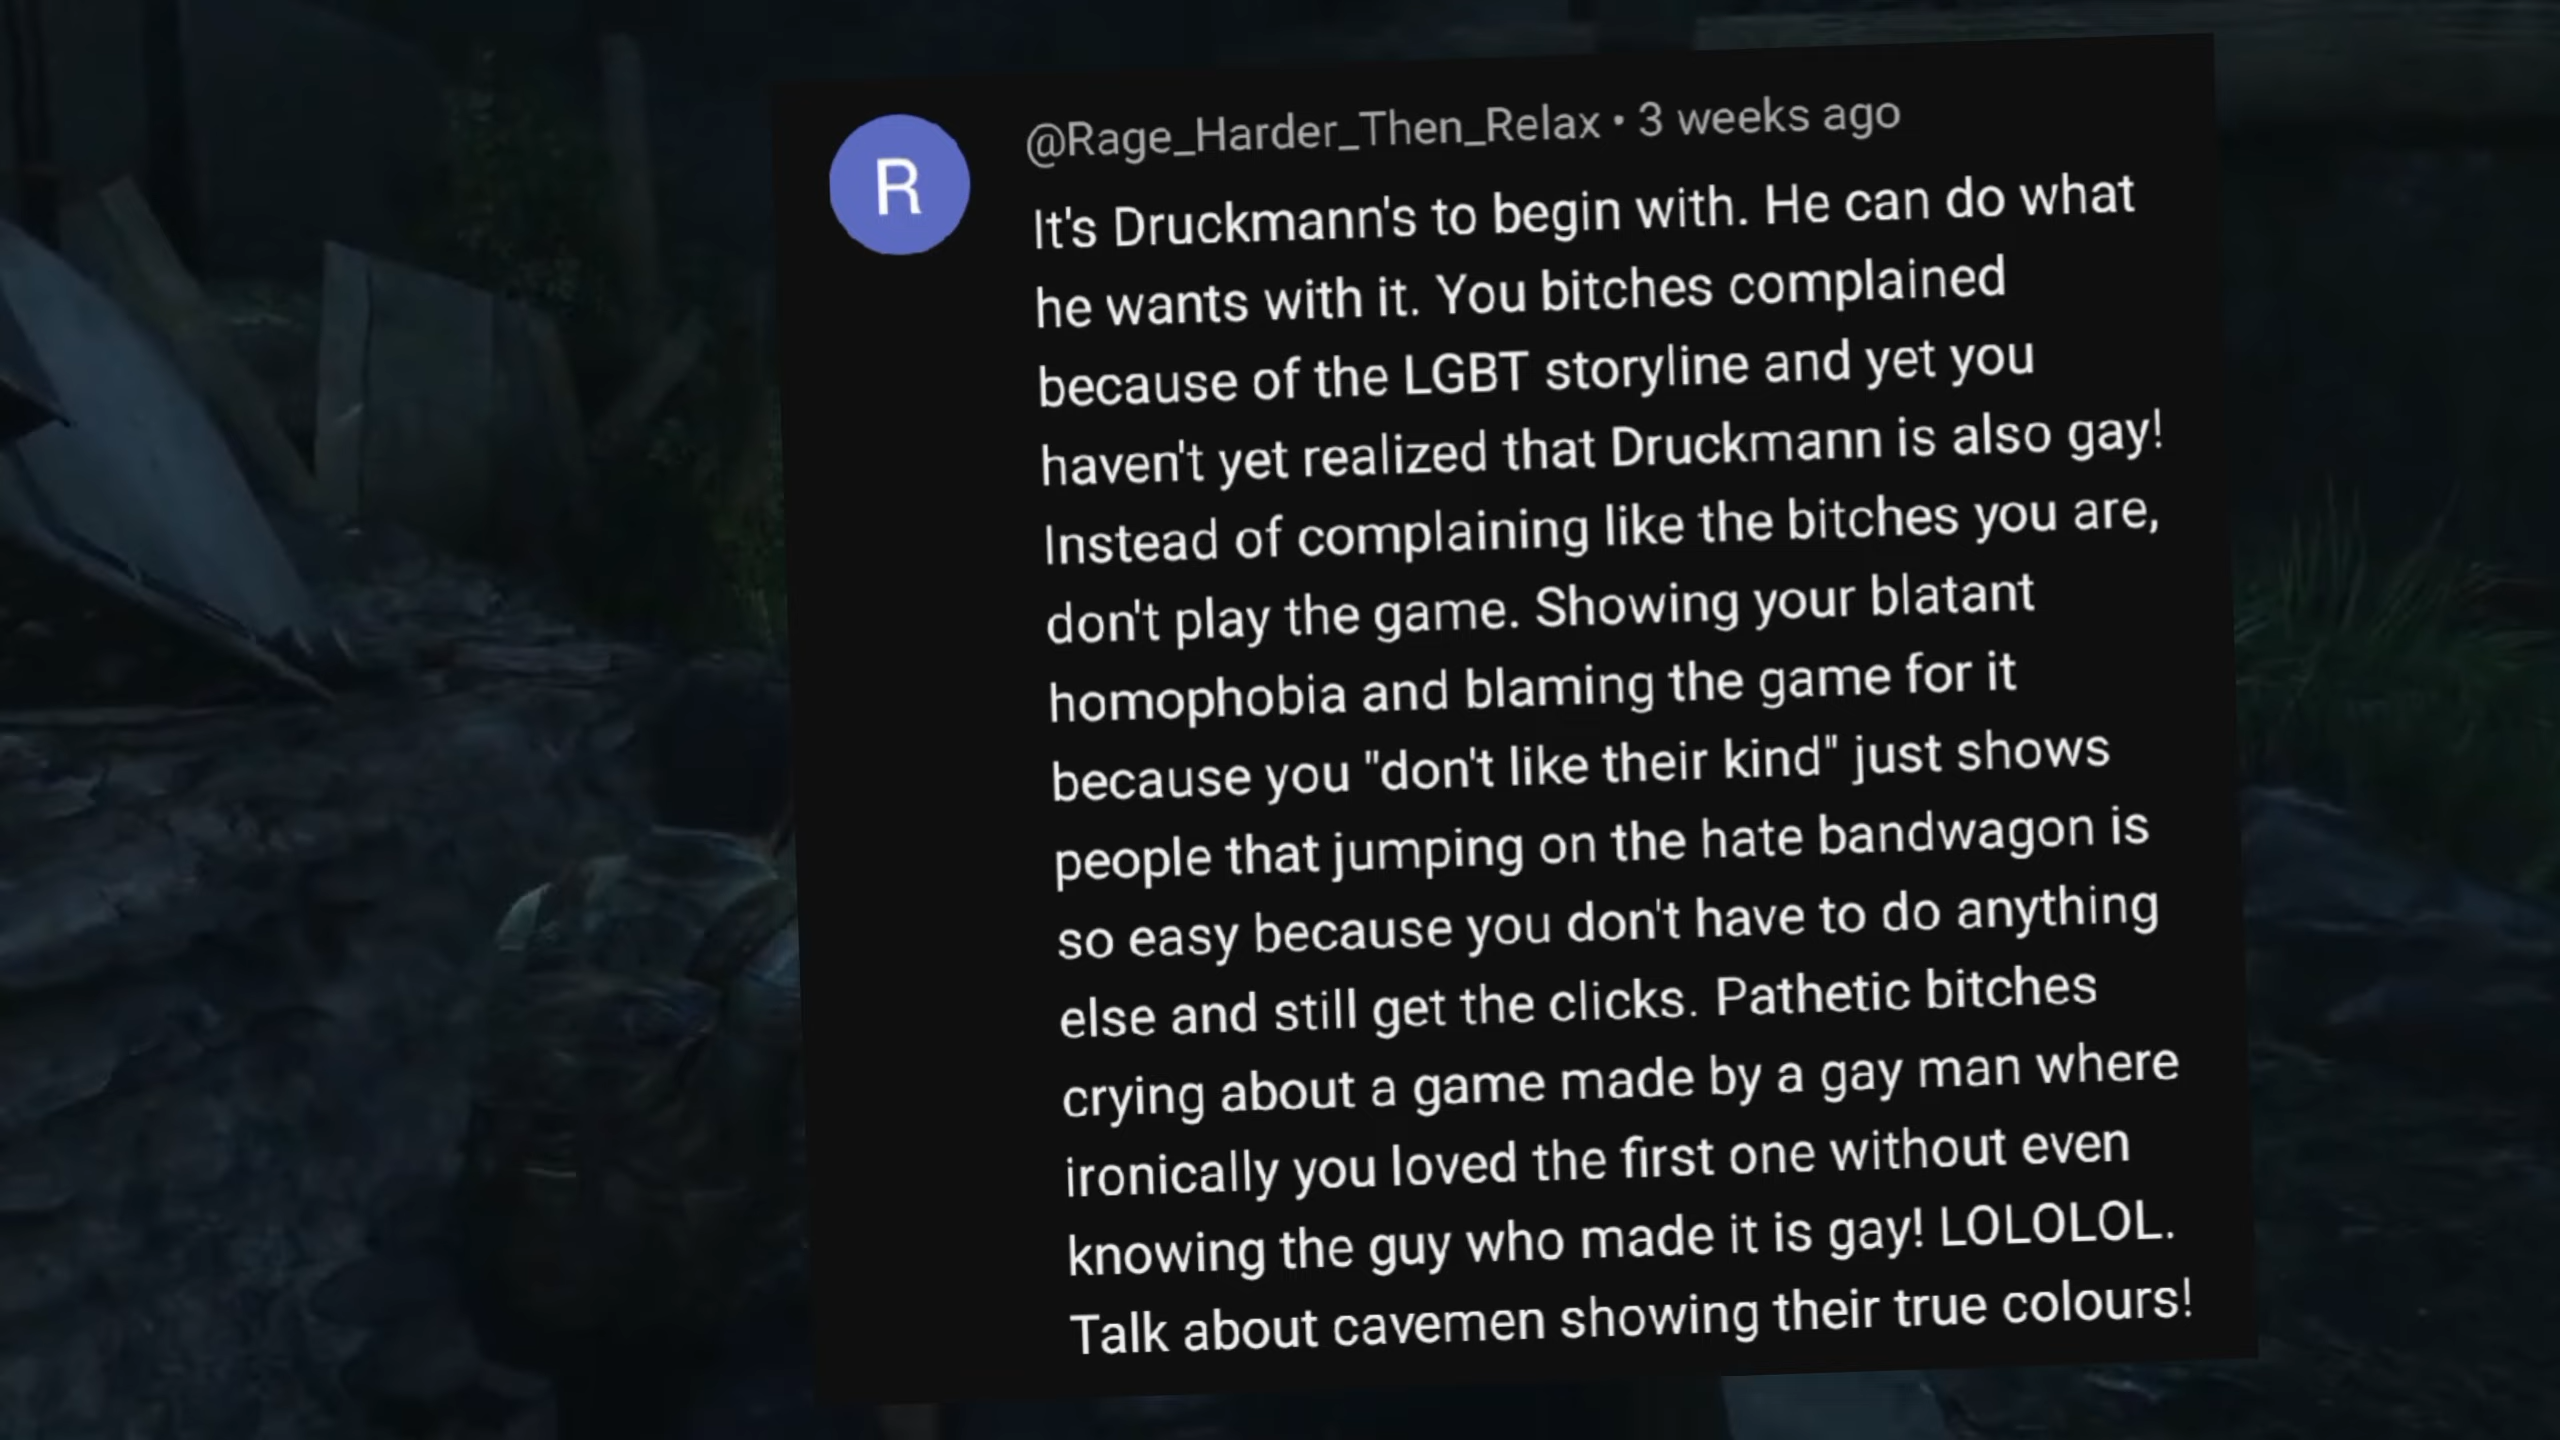 R
@Rage_Harder_Then_Relax • 3 weeks ago
It's Druckmann's to begin with. He can do what
he wants with it. You bitches complained
because of the LGBT storyline and yet you
haven't yet realized that Druckmann is also gay!
Instead of complaining like the bitches you are,
don't play the game. Showing your blatant
homophobia and blaming the game for it
because you "don't like their kind" just shows
people that jumping on the hate bandwagon is
so easy because you don't have to do anything
else and still get the clicks. Pathetic bitches
crying about a game made by a gay man where
ironically you loved the first one without even
knowing the guy who made it is gay! LOLOLOL.
Talk about cavemen showing their true colours!